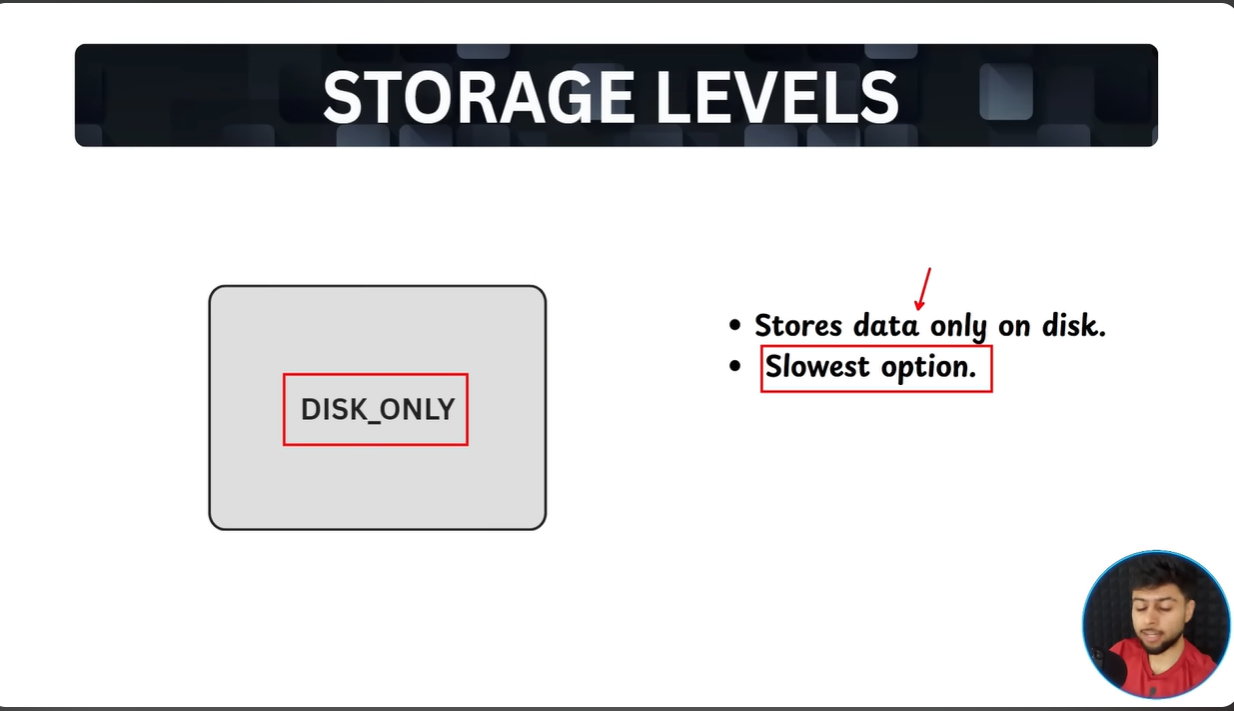 STORAGE LEVELS
DISK_ONLY
• Stores data only on disk.
• Slowest option.